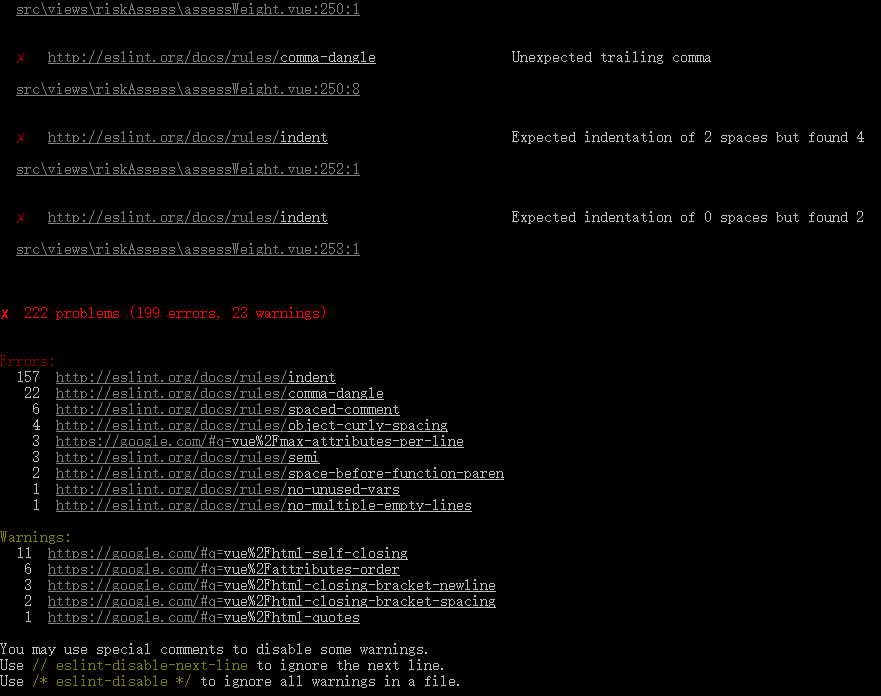 src\views\riskAssess\assessWeight.vue:250:1
✗ http://eslint.org/docs/rules/comma-dangle Unexpected trailing comma
src\views\riskAssess\assessWeight.vue:250:8
✗ http://eslint.org/docs/rules/indent Expected indentation of 2 spaces but found 4
src\views\riskAssess\assessWeight.vue:252:1
✗ http://eslint.org/docs/rules/indent Expected indentation of 0 spaces but found 2
src\views\riskAssess\assessWeight.vue:253:1
✗ 222 problems (199 errors, 23 warnings)
Errors:
157 http://eslint.org/docs/rules/indent
22 http://eslint.org/docs/rules/comma-dangle
6 http://eslint.org/docs/rules/spaced-comment
4 http://eslint.org/docs/rules/object-curly-spacing
3 https://google.com/#q=vue%2Fmax-attributes-per-line
3 http://eslint.org/docs/rules/semi
2 http://eslint.org/docs/rules/space-before-function-paren
1 http://eslint.org/docs/rules/no-unused-vars
1 http://eslint.org/docs/rules/no-multiple-empty-lines
Warnings:
11 https://google.com/#q=vue%2Fhtml-self-closing
6 https://google.com/#q=vue%2Fattributes-order
3 https://google.com/#q=vue%2Fhtml-closing-bracket-newline
2 https://google.com/#q=vue%2Fhtml-closing-bracket-spacing
1 https://google.com/#q=vue%2Fhtml-quotes
You may use special comments to disable some warnings.
Use // eslint-disable-next-line to ignore the next line.
Use /* eslint-disable */ to ignore all warnings in a file.